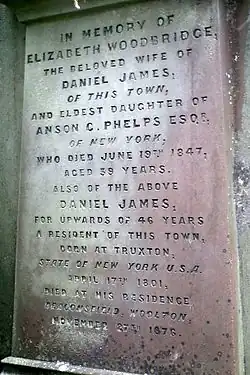 IN MEMORY OF
ELIZABETH WOODBRIDGE,
THE BELOVED WIFE OF
DANIEL JAMES,
OF THIS TOWN,
AND ELDEST DAUGHTER OF
ANSON G. PHELPS ESQR.
OF NEW YORK.
WHO DIED JUNE 19TH 1847,
AGED 39 YEARS.
ALSO OF THE ABOVE
DANIEL JAMES,
FOR UPWARDS OF 46 YEARS
A RESIDENT OF THIS TOWN,
BORN AT TRUXTON,
STATE OF NEW YORK U.S.A.
APRIL 17TH 1801,
DIED AT HIS RESIDENCE
BEACONSFIELD, WOOLTON,
NOVEMBER 27TH 1876.